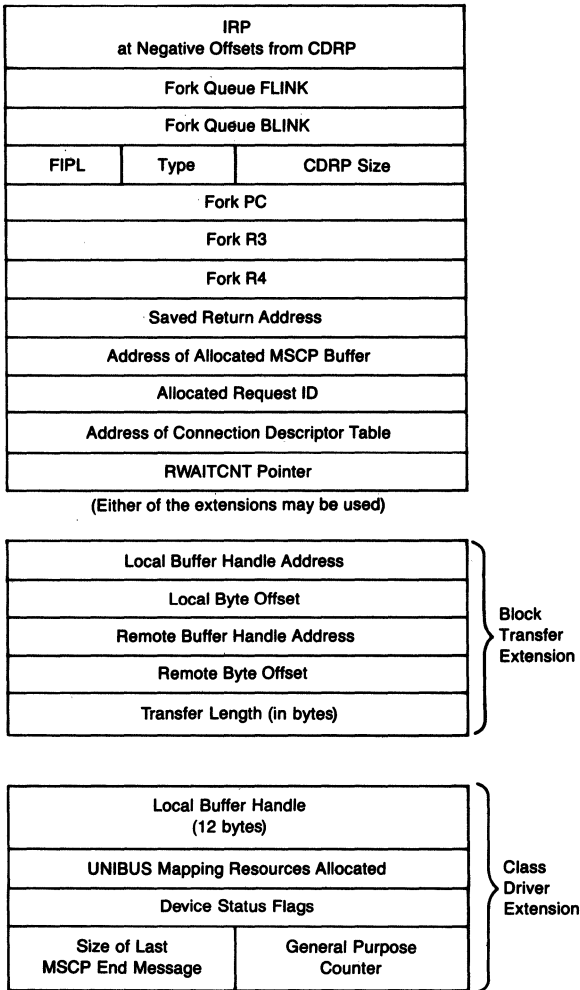 IRP
at Negative Offsets from CDRP
Fork Queue FLINK
Fork Queue BLINK
FIPL Type CDRP Size
Fork PC
Fork R3
Fork R4
Saved Return Address
Address of Allocated MSCP Buffer
Allocated Request ID
Address of Connection Descriptor Table
RWAITCNT Pointer
(Either of the extensions may be used)
Local Buffer Handle Address
Local Byte Offset
Remote Buffer Handle Address
Remote Byte Offset
Transfer Length (in bytes)
Block
Transfer
Extension
Local Buffer Handle
(12 bytes)
UNIBUS Mapping Resources Allocated
Device Status Flags
Size of Last
MSCP End Message
General Purpose
Counter
Class
Driver
Extension